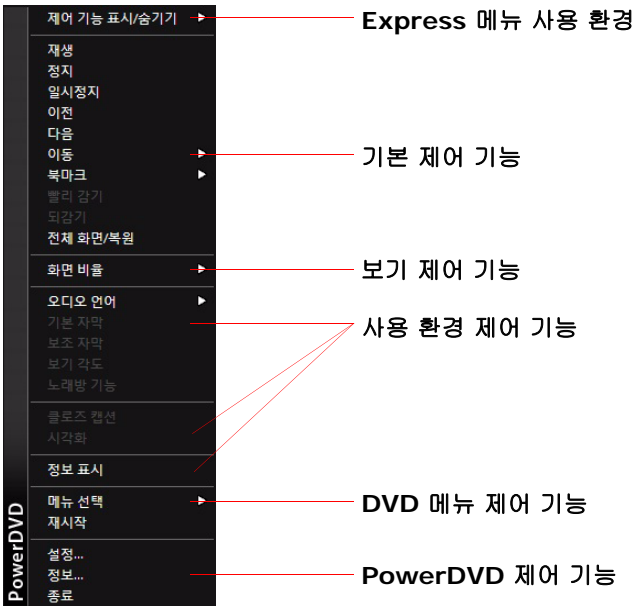 제어 기능 표시/숨기기
재생
정지
일시정지
이전
다음
이동
북마크
빨리 감기
되감기
전체 화면/복원
화면 비율
오디오 언어
기본 자막
보조 자막
보기 각도
노래방 기능
클로즈 캡션
시각화
정보 표시
메뉴 선택
재시작
설정...
정보...
종료
PowerDVD
Express 메뉴 사용 환경
기본 제어 기능
보기 제어 기능
사용 환경 제어 기능
DVD 메뉴 제어 기능
PowerDVD 제어 기능